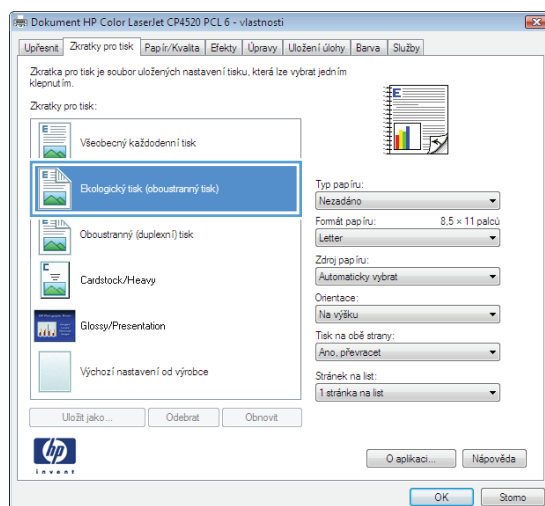 Dokument HP Color LaserJet CP4520 PCL 6 - vlastnosti
Upřesnit Zkratky pro tisk Papír/Kvalita Efekty Úpravy Uložení úlohy Barva Služby
Zkratka pro tisk je soubor uložených nastavení tisku, která lze vybrat jedním
klepnutím.
Zkratky pro tisk:
Všeobecný každodenní tisk
Ekologický tisk (oboustranný tisk)
Oboustranný (duplexní) tisk
Cardstock/Heavy
Glossy/Presentation
Výchozí nastavení od výrobce
Uložit jako... Odebrat Obnovit
E
Typ papíru:
Nezadáno
Formát papíru: 8,5 × 11 palců
Letter
Zdroj papíru:
Automaticky vybrat
Orientace:
Na výšku
Tisk na obě strany:
Ano, převracet
Stránek na list:
1 stránka na list
hp
invent
O aplikaci... Nápověda
OK Storno